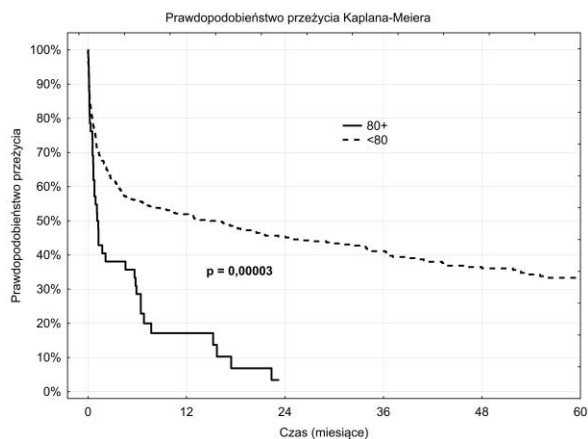 Prawdopodobieństwo przeżycia Kaplana-Meiera
Prawdopodobieństwo przeżycia
100%
90%
80%
70%
60%
50%
40%
30%
20%
10%
0%
80+
<80
p = 0,00003
0 12 24 36 48 60
Czas (miesiące)